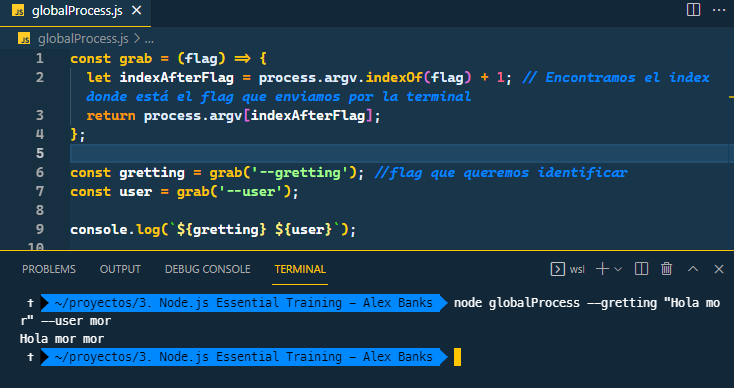 JS globalProcess.js ×
JS globalProcess.js > ...
1 const grab = (flag) => {
2 let indexAfterFlag = process.argv.indexOf(flag) + 1; // Encontramos el index
donde está el flag que enviamos por la terminal
3 return process.argv[indexAfterFlag];
4 };
5
6 const gretting = grab('--gretting'); //flag que queremos identificar
7 const user = grab('--user');
8
9 console.log(`${gretting} ${user}`);
10
PROBLEMS OUTPUT DEBUG CONSOLE TERMINAL wsl
~/proyectos/3. Node.js Essential Training - Alex Banks node globalProcess --gretting "Hola mo
r" --user mor
Hola mor mor
~/proyectos/3. Node.js Essential Training - Alex Banks